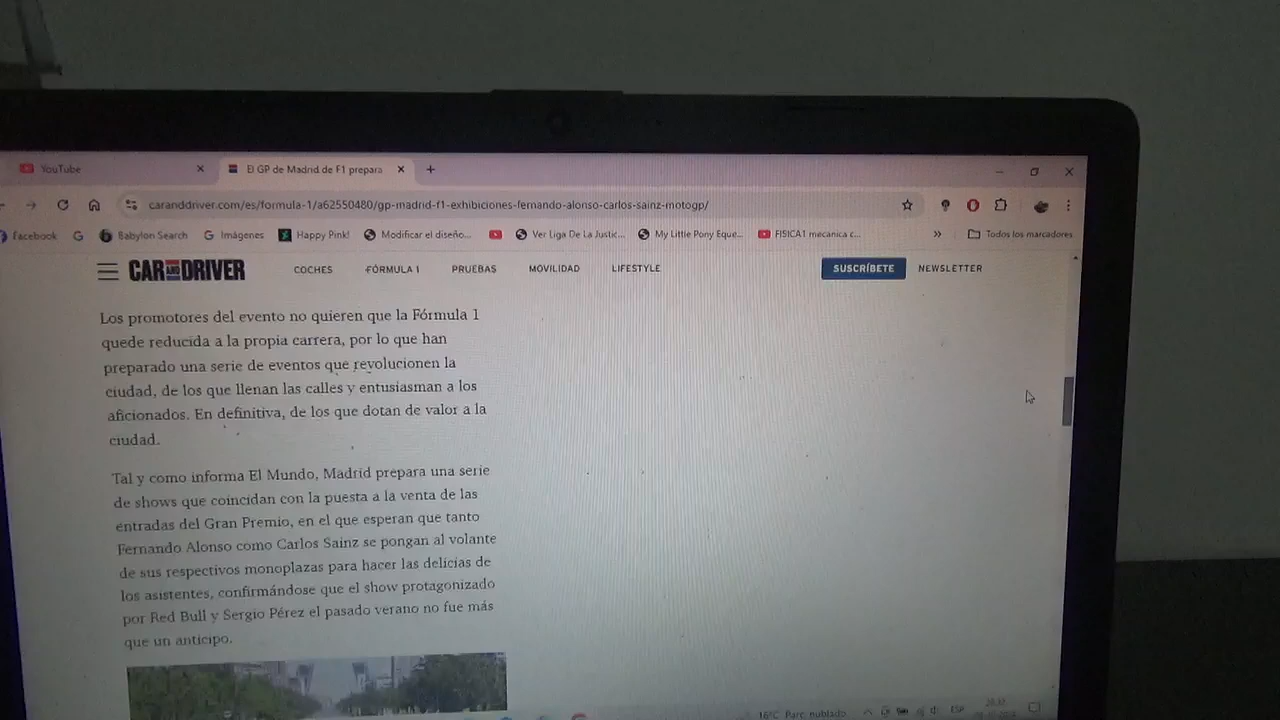 YouTube
El GP de Madrid de F1 prepara
caranddriver.com/es/formula-1/a62550480/gp-madrid-f1-exhibiciones-fernando-alonso-carlos-sainz-motogp/
Facebook
Babylon Search
Imágenes
Happy Pink!
Modificar el diseño...
Ver Liga De La Justic...
My Little Pony Eque...
FISICA1 mecanica c...
Todos los marcadores
CAR AND DRIVER
COCHES
FÓRMULA 1
PRUEBAS
MOVILIDAD
LIFESTYLE
SUSCRÍBETE
NEWSLETTER
Los promotores del evento no quieren que la Fórmula 1
quede reducida a la propia carrera, por lo que han
preparado una serie de eventos que revolucionen la
ciudad, de los que llenan las calles y entusiasman a los
aficionados. En definitiva, de los que dotan de valor a la
ciudad.
Tal y como informa El Mundo, Madrid prepara una serie
de shows que coincidan con la puesta a la venta de las
entradas del Gran Premio, en el que esperan que tanto
Fernando Alonso como Carlos Sainz se pongan al volante
de sus respectivos monoplazas para hacer las delicias de
los asistentes, confirmándose que el show protagonizado
por Red Bull y Sergio Pérez el pasado verano no fue más
que un anticipo.
16°C Parc. nublado
ESP